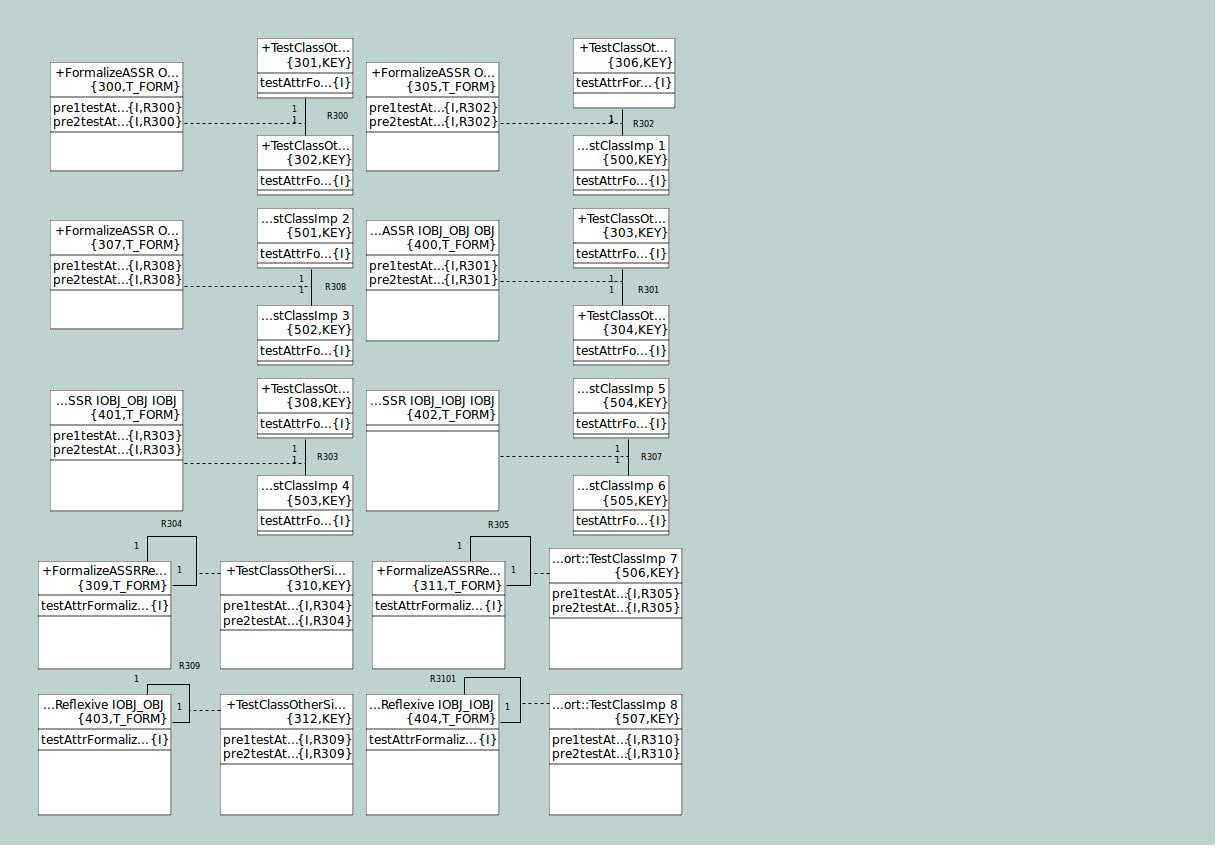 +FormalizeASSR O...
{300,T_FORM}
pre1testAt...{I,R300}
pre2testAt...{I,R300}
+TestClassOt...
{301,KEY}
testAttrFo...{I}
1
1
R300
+TestClassOt...
{302,KEY}
testAttrFo...{I}
+FormalizeASSR O...
{305,T_FORM}
pre1testAt...{I,R302}
pre2testAt...{I,R302}
+TestClassOt...
{306,KEY}
testAttrFor...{I}
1
R302
...stClassImp 1
{500,KEY}
testAttrFo...{I}
+FormalizeASSR O...
{307,T_FORM}
pre1testAt...{I,R308}
pre2testAt...{I,R308}
...stClassImp 2
{501,KEY}
testAttrFo...{I}
1
1
R308
...stClassImp 3
{502,KEY}
testAttrFo...{I}
...ASSR IOBJ_OBJ OBJ
{400,T_FORM}
pre1testAt...{I,R301}
pre2testAt...{I,R301}
+TestClassOt...
{303,KEY}
testAttrFo...{I}
1
1
R301
+TestClassOt...
{304,KEY}
testAttrFo...{I}
...SSR IOBJ_OBJ IOBJ
{401,T_FORM}
pre1testAt...{I,R303}
pre2testAt...{I,R303}
+TestClassOt...
{308,KEY}
testAttrFo...{I}
1
1
R303
...stClassImp 4
{503,KEY}
testAttrFo...{I}
...SSR IOBJ_IOBJ IOBJ
{402,T_FORM}
...stClassImp 5
{504,KEY}
testAttrFo...{I}
1
1
R307
...stClassImp 6
{505,KEY}
testAttrFo...{I}
R304
1
1
+FormalizeASSRRe...
{309,T_FORM}
testAttrFormaliz...{I}
+TestClassOtherSi...
{310,KEY}
pre1testAt...{I,R304}
pre2testAt...{I,R304}
R305
1
1
+FormalizeASSRRe...
{311,T_FORM}
testAttrFormaliz...{I}
...ort::TestClassImp 7
{506,KEY}
pre1testAt...{I,R305}
pre2testAt...{I,R305}
R309
1
1
...Reflexive IOBJ_OBJ
{403,T_FORM}
testAttrFormaliz...{I}
+TestClassOtherSi...
{312,KEY}
pre1testAt...{I,R309}
pre2testAt...{I,R309}
R3101
1
...Reflexive IOBJ_IOBJ
{404,T_FORM}
testAttrFormaliz...{I}
...ort::TestClassImp 8
{507,KEY}
pre1testAt...{I,R310}
pre2testAt...{I,R310}